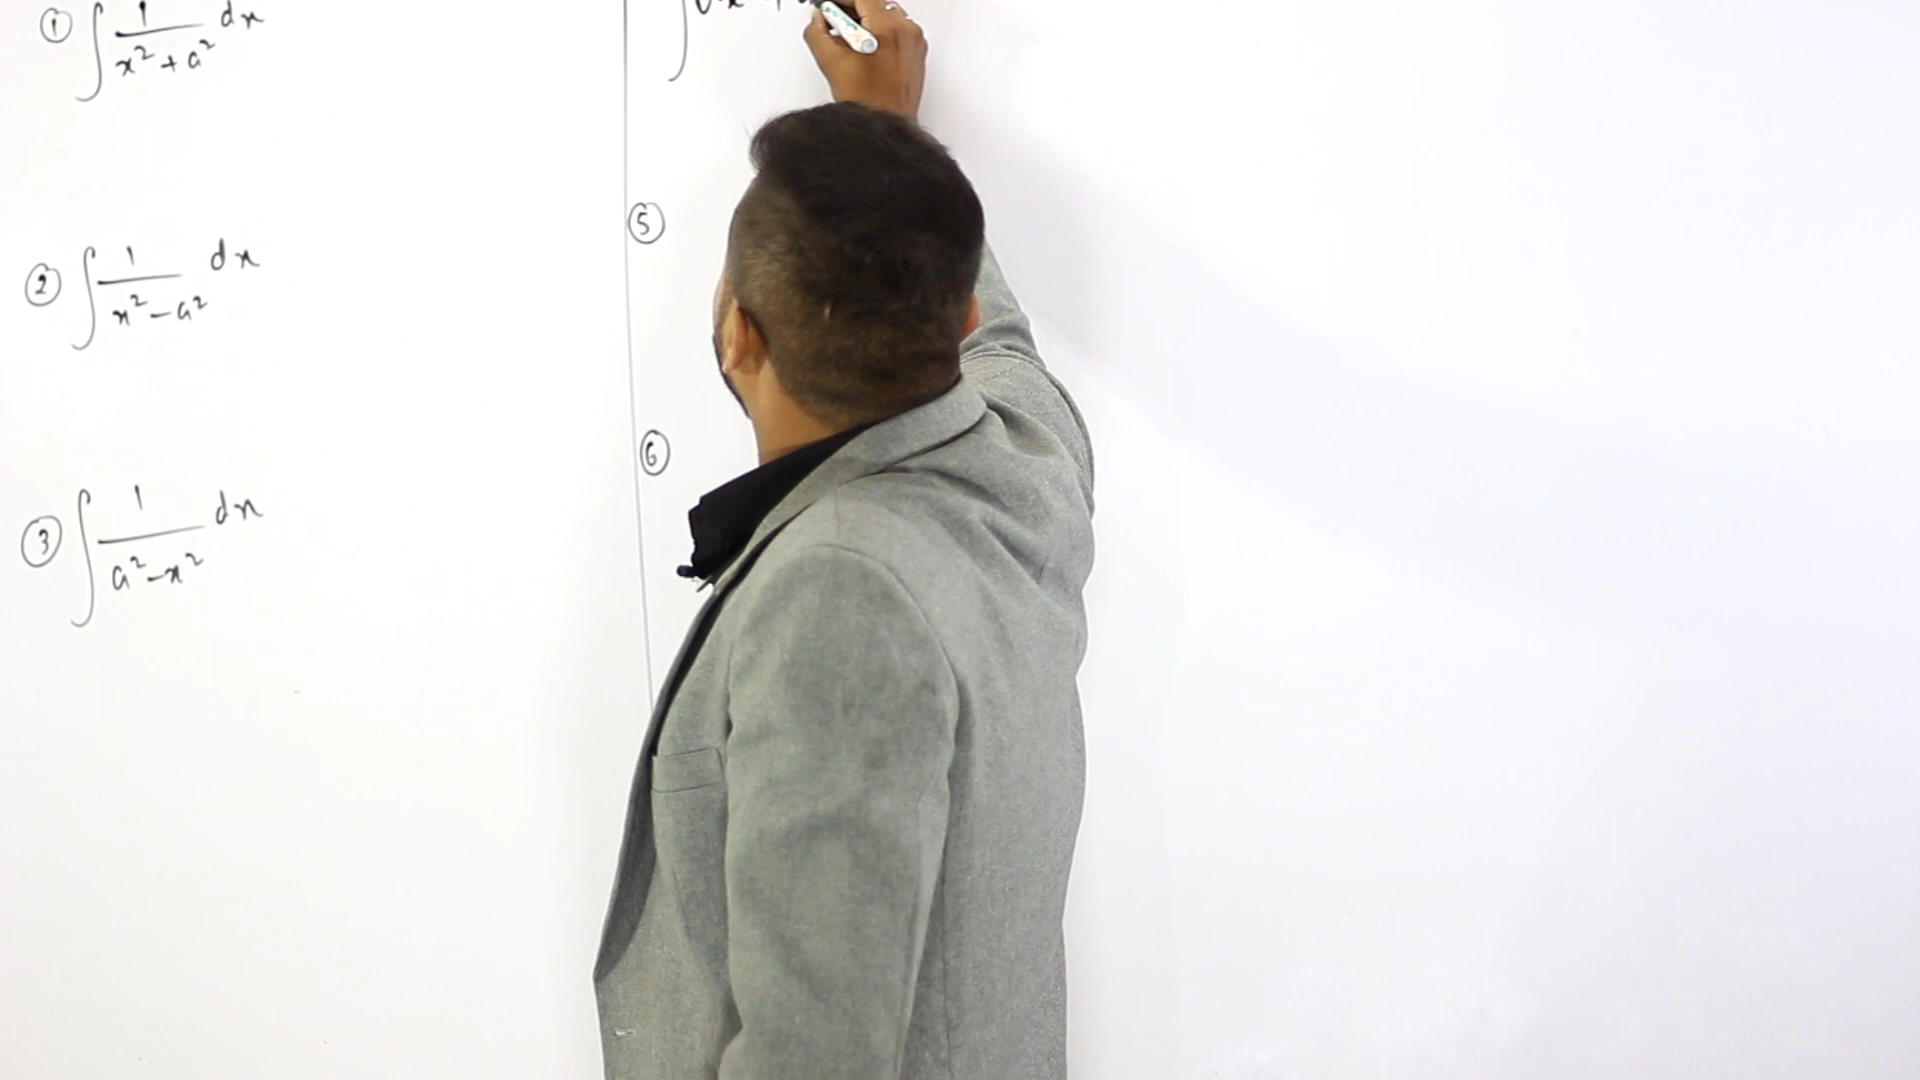 ① ∫ 1/(x² + a²) dx
② ∫ 1/(x² − a²) dx
③ ∫ 1/(a² − x²) dx
∫
⑤
⑥